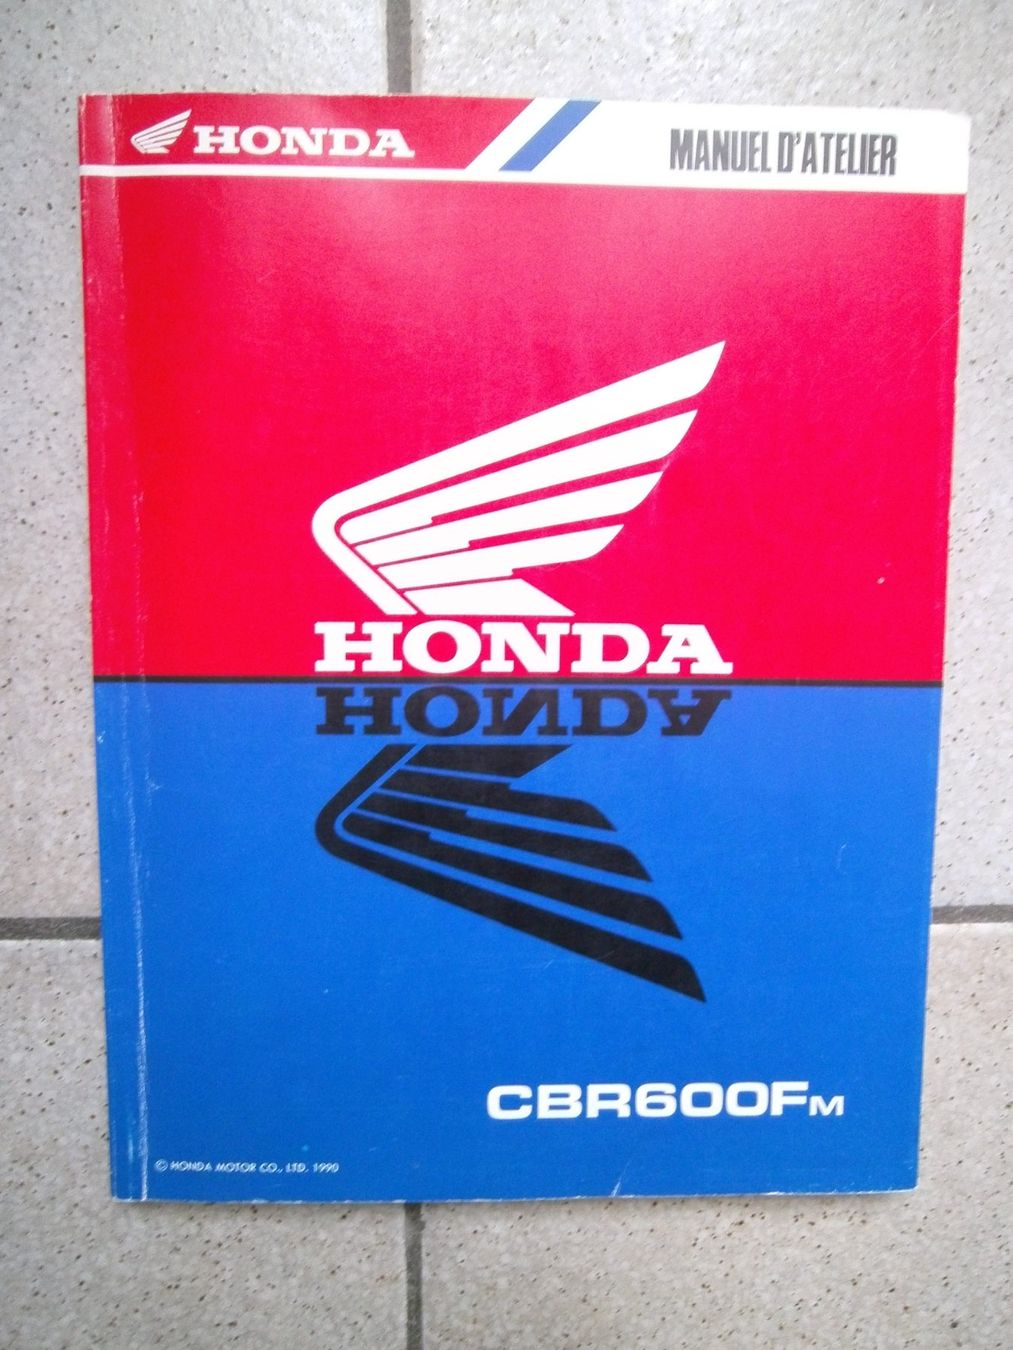 HONDA MANUEL D'ATELIER
HONDA
HONDA
CBR600FM
© HONDA MOTOR CO., LTD. 1990